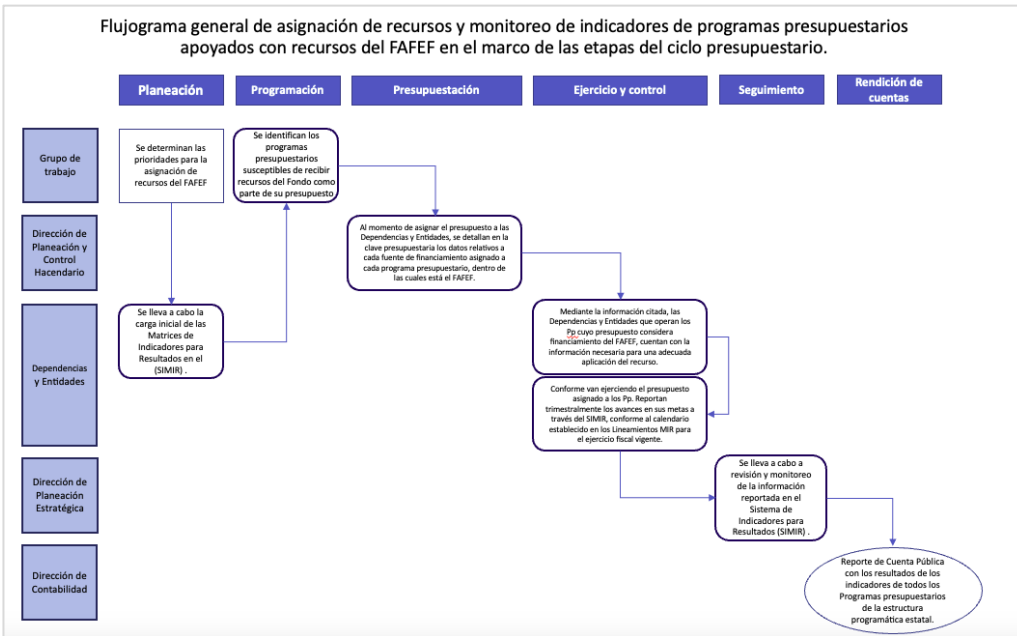 Flujograma general de asignación de recursos y monitoreo de indicadores de programas presupuestarios
apoyados con recursos del FAFEF en el marco de las etapas del ciclo presupuestario.
Planeación
Programación
Presupuestación
Ejercicio y control
Seguimiento
Rendición de
cuentas
Grupo de
trabajo
Se determinan las
prioridades para la
asignación de
recursos del FAFEF
Se identifican los
programas
presupuestarios
susceptibles de recibir
recursos del Fondo como
parte de su presupuesto
Dirección de
Planeación y
Control
Hacendario
Al momento de asignar el presupuesto a las
Dependencias y Entidades, se detallan en la
clave presupuestaria los datos relativos a
cada fuente de financiamiento asignado a
cada programa presupuestario, dentro de
las cuales está el FAFEF.
Dependencias
y Entidades
Se lleva a cabo la
carga inicial de las
Matrices de
Indicadores para
Resultados en el
(SIMIR) .
Mediante la información citada, las
Dependencias y Entidades que operan los
Pp cuyo presupuesto considera
financiamiento del FAFEF, cuentan con la
información necesaria para una adecuada
aplicación del recurso.
Conforme van ejerciendo el presupuesto
asignado a los Pp. Reportan
trimestralmente los avances en sus metas a
través del SIMIR, conforme al calendario
establecido en los Lineamientos MIR para
el ejercicio fiscal vigente.
Dirección de
Planeación
Estratégica
Se lleva a cabo a
revisión y monitoreo
de la información
reportada en el
Sistema de
Indicadores para
Resultados (SIMIR) .
Dirección de
Contabilidad
Reporte de Cuenta Pública
con los resultados de los
indicadores de todos los
Programas presupuestarios
de la estructura
programática estatal.